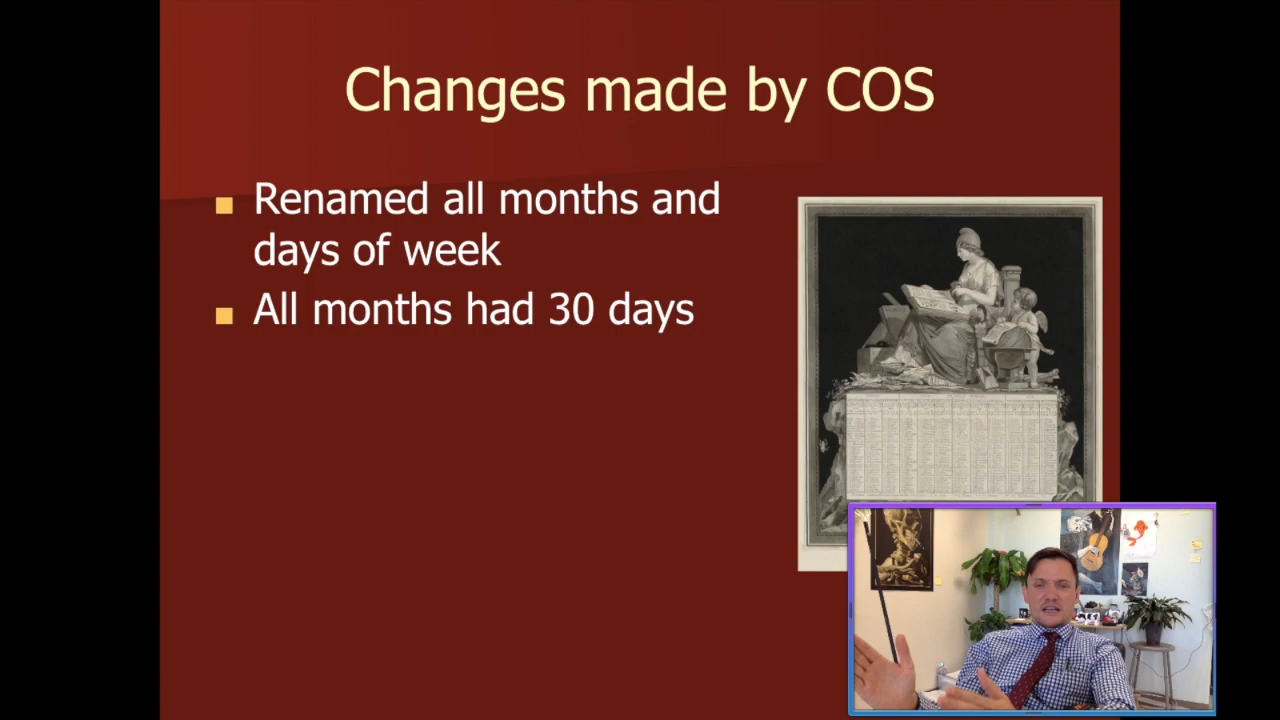 Changes made by COS
Renamed all months and
days of week
All months had 30 days